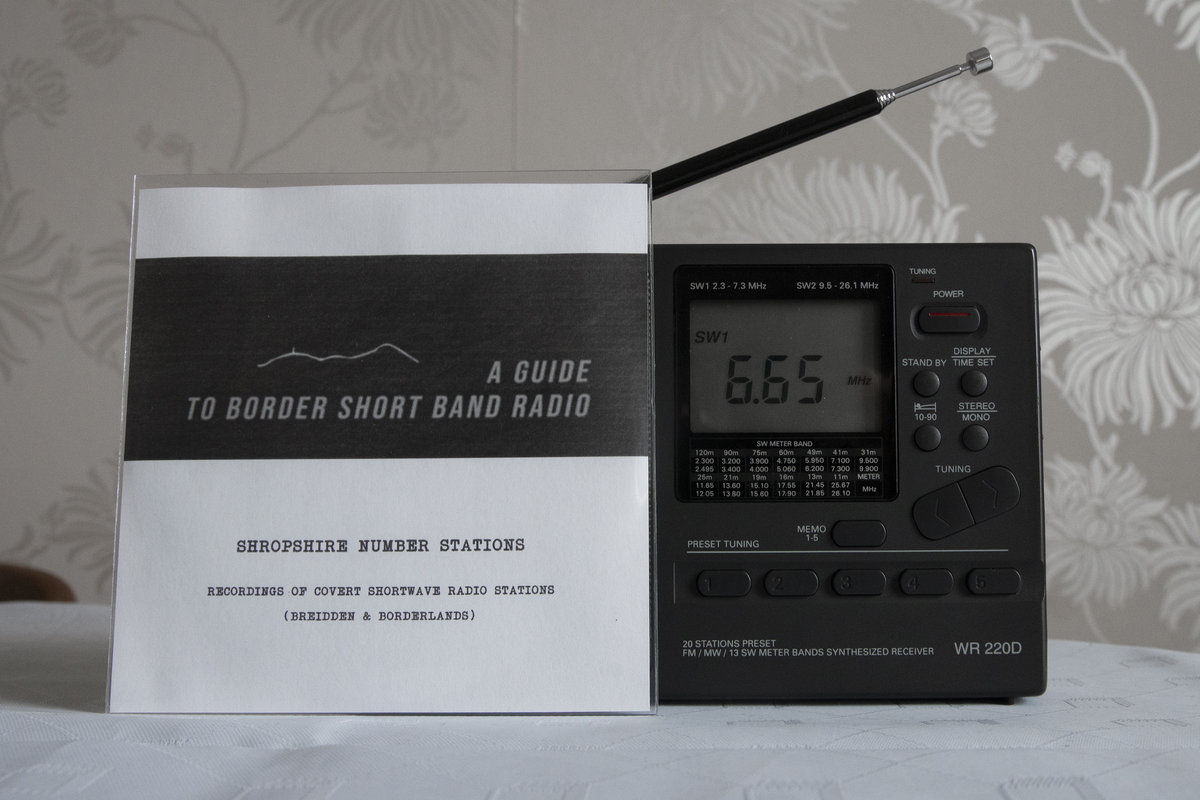 A GUIDE
TO BORDER SHORT BAND RADIO
SHROPSHIRE NUMBER STATIONS
RECORDINGS OF COVERT SHORTWAVE RADIO STATIONS
(BREIDDEN & BORDERLANDS)
SW1 2.3 - 7.3 MHz SW2 9.5 - 26.1 MHz
SW1
6.65 MHz
SW METER BAND
120m 90m 75m 60m 49m 41m 31m
2.300 3.200 3.900 4.750 5.950 7.100 9.500
2.495 3.400 4.000 5.060 6.200 7.300 9.900
25m 21m 19m 16m 13m 11m METER
11.65 13.60 15.10 17.55 21.45 25.67 MHz
12.05 13.80 15.60 17.90 21.85 26.10
TUNING
POWER
STAND BY DISPLAY
TIME SET
10-90 STEREO
MONO
TUNING
MEMO
1-5
PRESET TUNING
1 2 3 4 5
20 STATIONS PRESET
FM / MW / 13 SW METER BANDS SYNTHESIZED RECEIVER
WR 220D